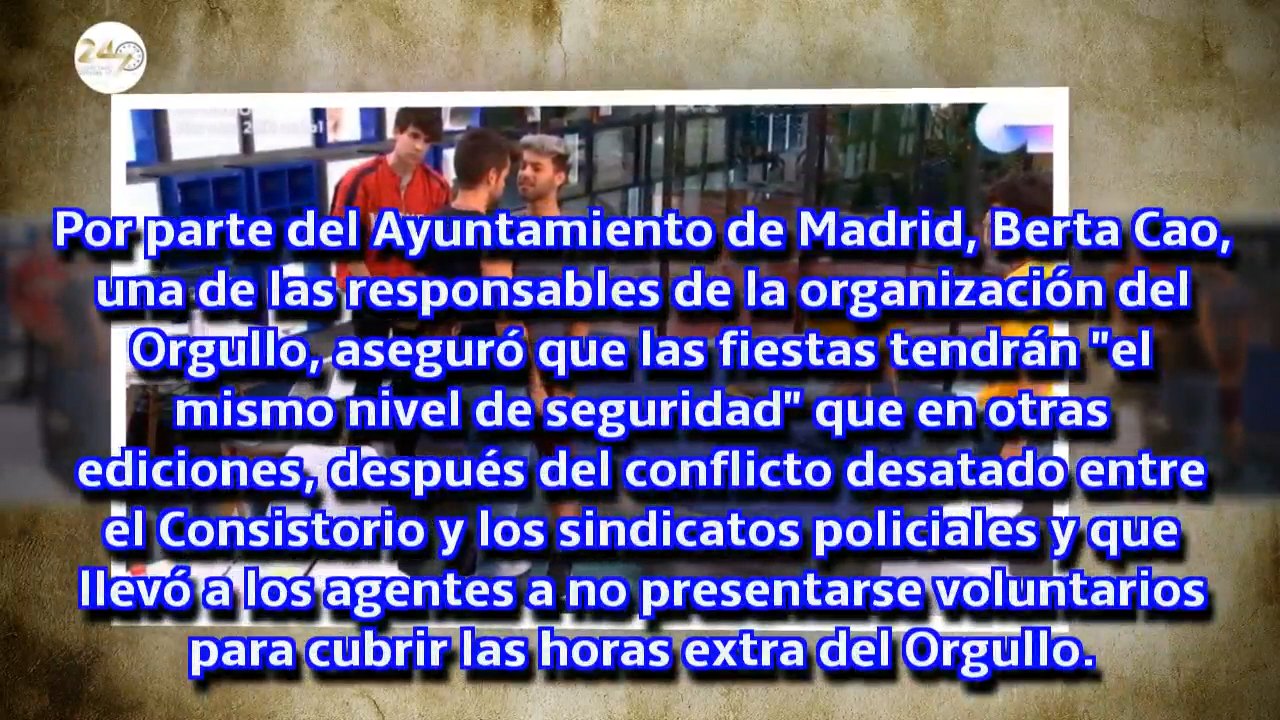 24
Por parte del Ayuntamiento de Madrid, Berta Cao,
una de las responsables de la organización del
Orgullo, aseguró que las fiestas tendrán "el
mismo nivel de seguridad" que en otras
ediciones, después del conflicto desatado entre
el Consistorio y los sindicatos policiales y que
llevó a los agentes a no presentarse voluntarios
para cubrir las horas extra del Orgullo.